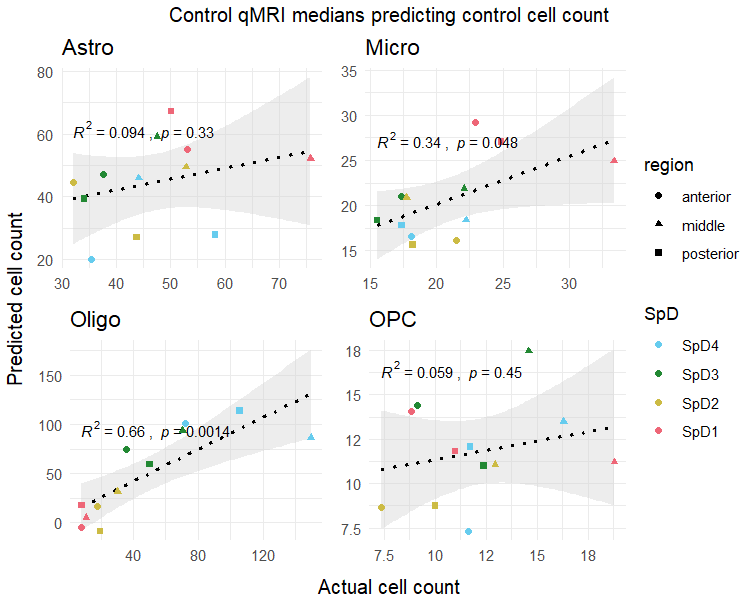 Control qMRI medians predicting control cell count
Astro
Micro
80
60
40
20
R² = 0.094 , p = 0.33
30 40 50 60 70
35
30
25
20
15
R² = 0.34 , p = 0.048
15 20 25 30
Oligo
OPC
150
100
50
0
R² = 0.66 , p = 0.0014
40 80 120
18
15
12
10
7.5
R² = 0.059 , p = 0.45
7.5 10 12 15 18
Predicted cell count
Actual cell count
region
anterior
middle
posterior
SpD
SpD4
SpD3
SpD2
SpD1